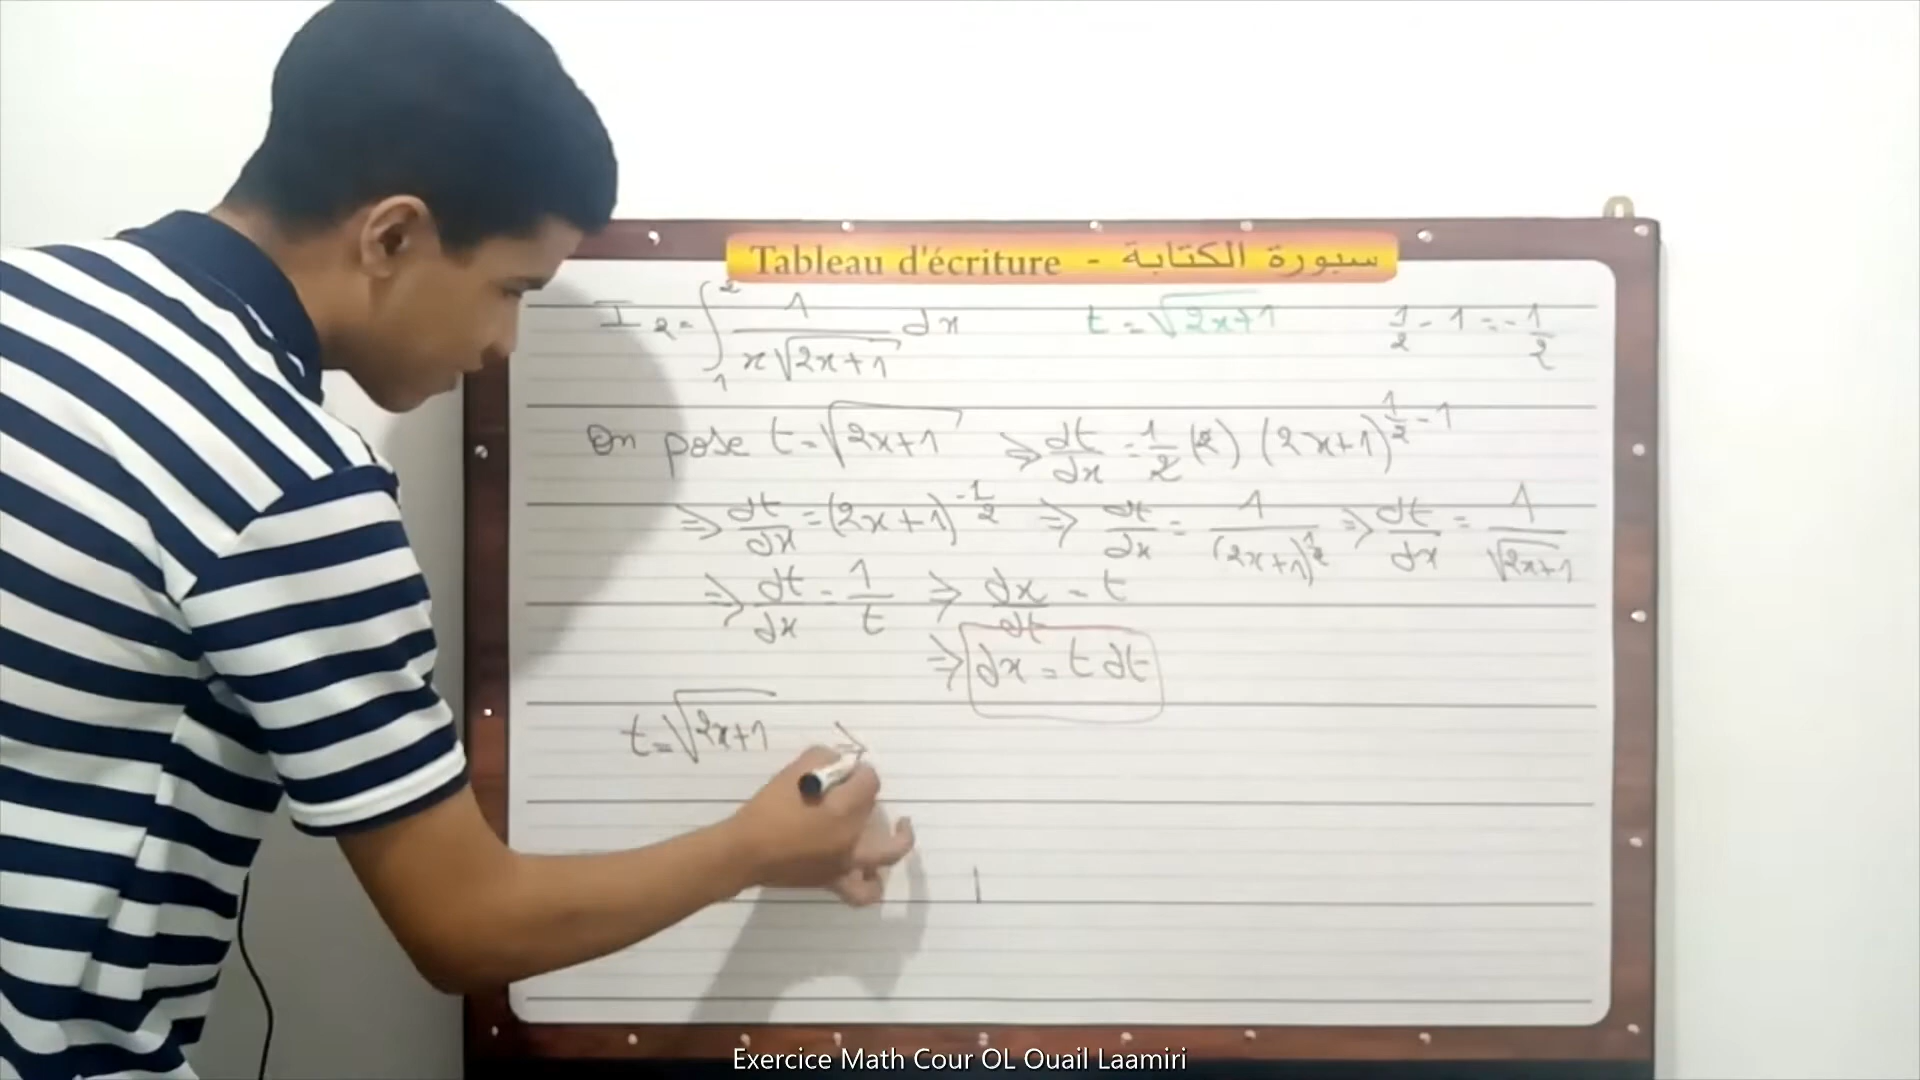 Tableau d'écriture - سبورة الكتابة
I₂ = ∫₁² 1/(x√(2x+1)) dx t = √(2x+1) 1/2 - 1 = -1/2
On pose t = √(2x+1) ⇒ dt/dx = 1/2 (2) (2x+1)^(1/2 - 1)
⇒ dt/dx = (2x+1)^(-1/2) ⇒ dt/dx = 1/(2x+1)^(1/2) ⇒ dt/dx = 1/√(2x+1)
⇒ dt/dx = 1/t ⇒ dx/dt = t
⇒ dx = t dt
t = √(2x+1) ⇒
Exercice Math Cour OL Ouail Laamiri